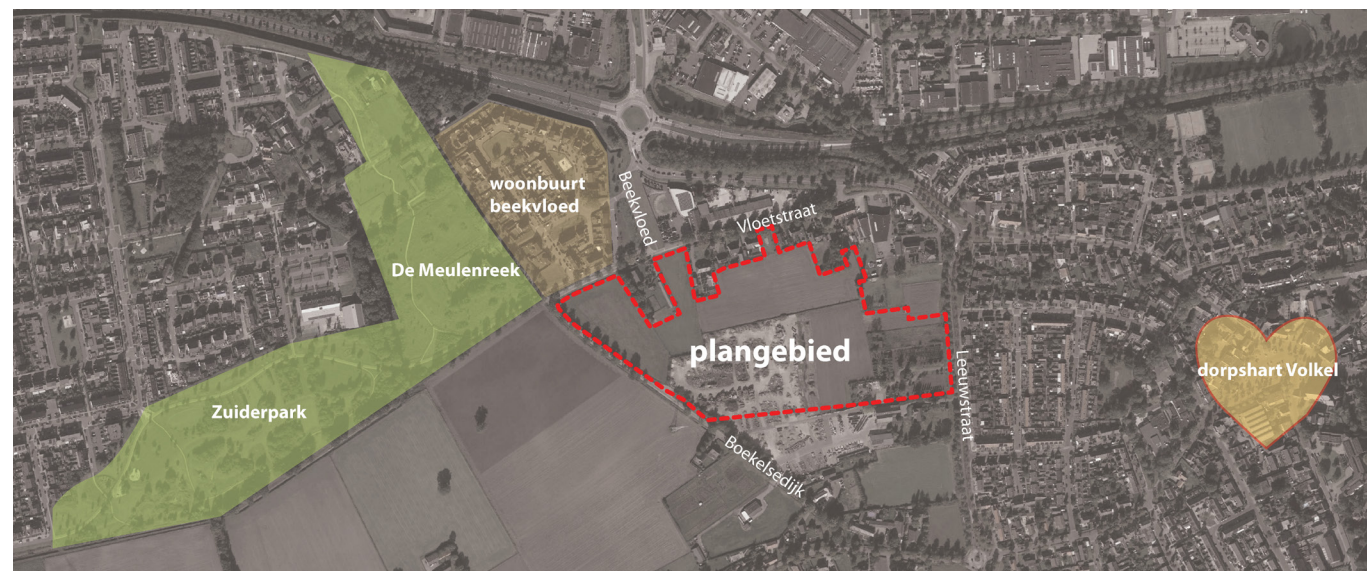 woonbuurt
beekvloed
Beekvloed
Vloetstraat
De Meulenreek
plangebied
Leeuwstraat
dorpshart Volkel
Zuiderpark
Boekelsedijk